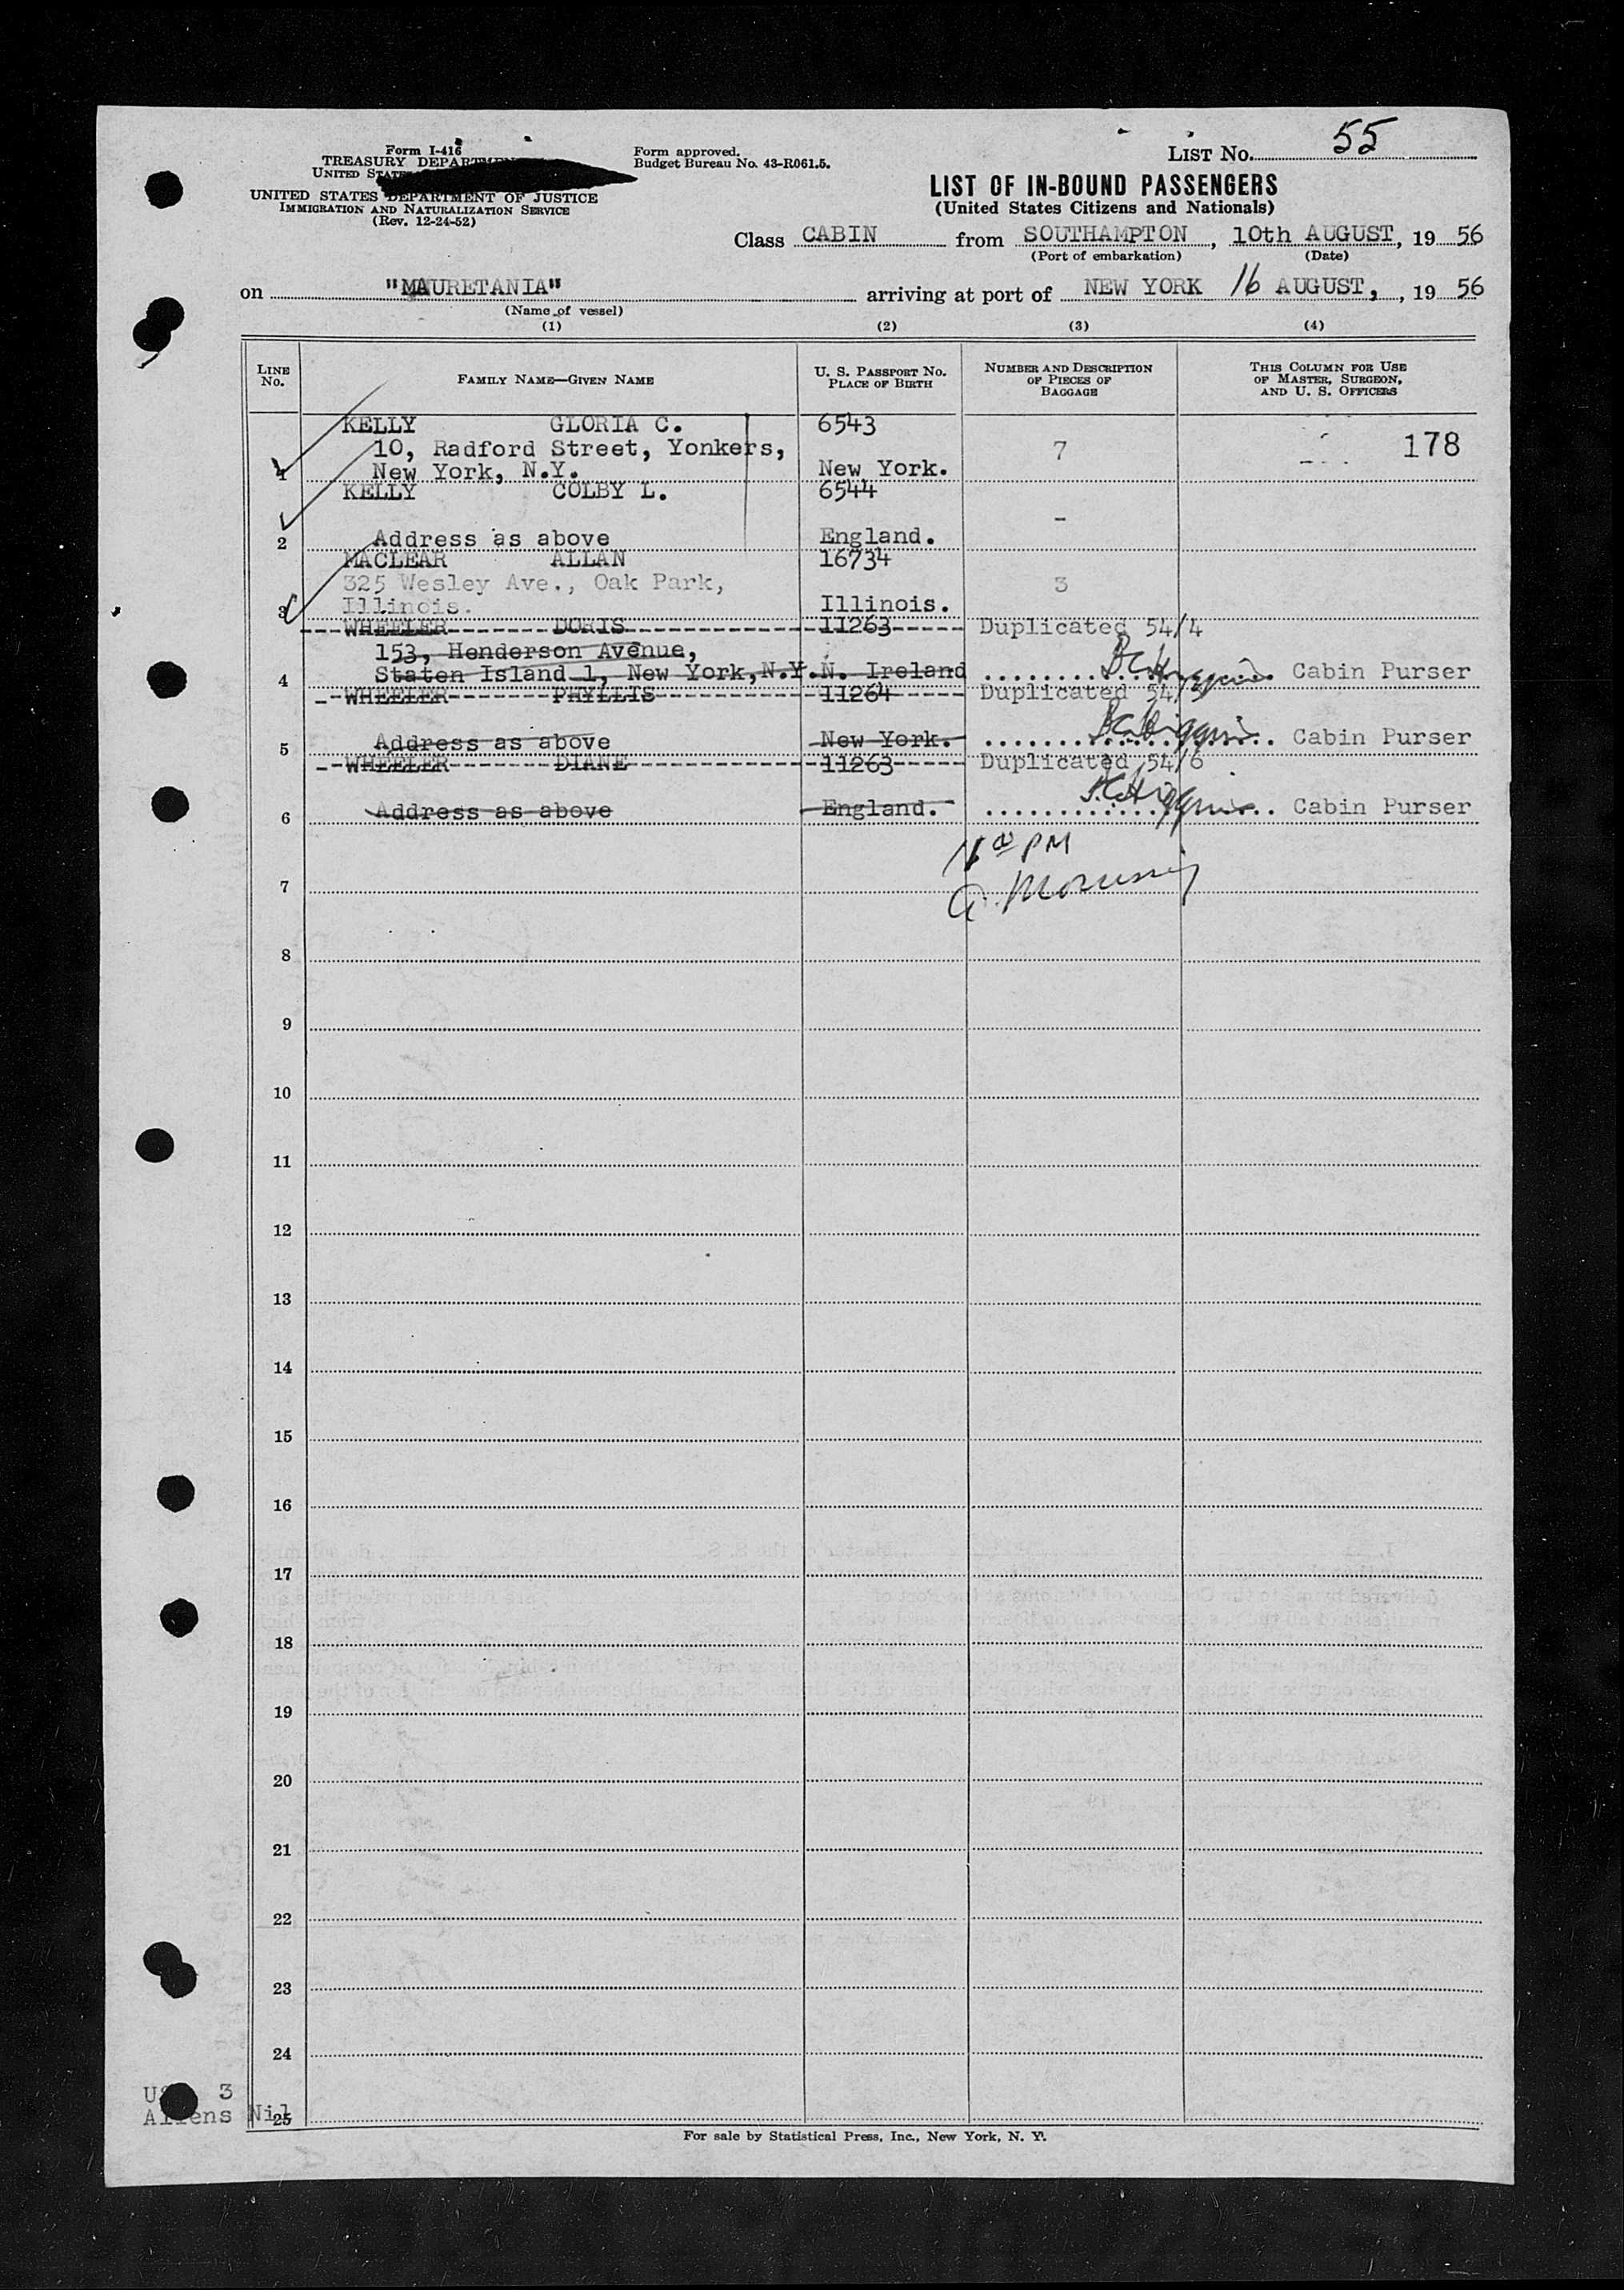 Form I-416
TREASURY DEPARTMENT
UNITED STATES
UNITED STATES DEPARTMENT OF JUSTICE
IMMIGRATION AND NATURALIZATION SERVICE
(Rev. 12-24-52)
Form approved.
Budget Bureau No. 43-R061.5.
LIST No. 55
LIST OF IN-BOUND PASSENGERS
(United States Citizens and Nationals)
Class CABIN from SOUTHAMPTON, 10th AUGUST, 19 56
(Port of embarkation) (Date)
on "MAURETANIA" arriving at port of NEW YORK 16 AUGUST, , 19 56
(Name of vessel)
(1) (2) (3) (4)
LINE No. FAMILY NAME—GIVEN NAME U. S. PASSPORT No. PLACE OF BIRTH NUMBER AND DESCRIPTION OF PIECES OF BAGGAGE THIS COLUMN FOR USE OF MASTER, SURGEON, AND U. S. OFFICERS
KELLY GLORIA C. 6543
10, Radford Street, Yonkers, 7 178
1 New York, N.Y. New York.
KELLY COLBY L. 6544
-
2 Address as above England.
MACLEAR ALLAN 16734
325 Wesley Ave., Oak Park, 3
3 Illinois. Illinois.
WHEELER DORIS 11263 Duplicated 54/4
153, Henderson Avenue,
4 Staten Island 1, New York, N.Y. N. Ireland Cabin Purser
WHEELER PHYLLIS 11264 Duplicated 54/5
5 Address as above New York. Cabin Purser
WHEELER DIANE 11263 Duplicated 54/6
6 Address as above England. Cabin Purser
PM
7
8
9
10
11
12
13
14
15
16
17
18
19
20
21
22
23
24
3
Aliens Nil
25
For sale by Statistical Press, Inc., New York, N. Y.